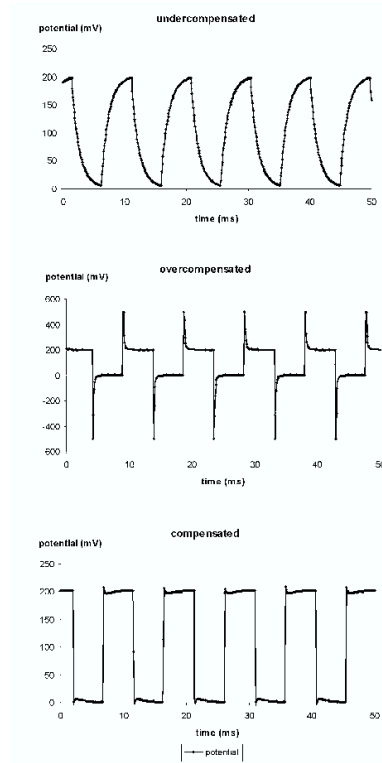 undercompensated
potential (mV)
250
200
150
100
50
0
0 10 20 30 40 50
time (ms)
overcompensated
potential (mV)
600
400
200
0
-200
-400
-600
0 10 20 30 40 50
time (ms)
compensated
potential (mV)
250
200
150
100
50
0
0 10 20 30 40 50
time (ms)
potential